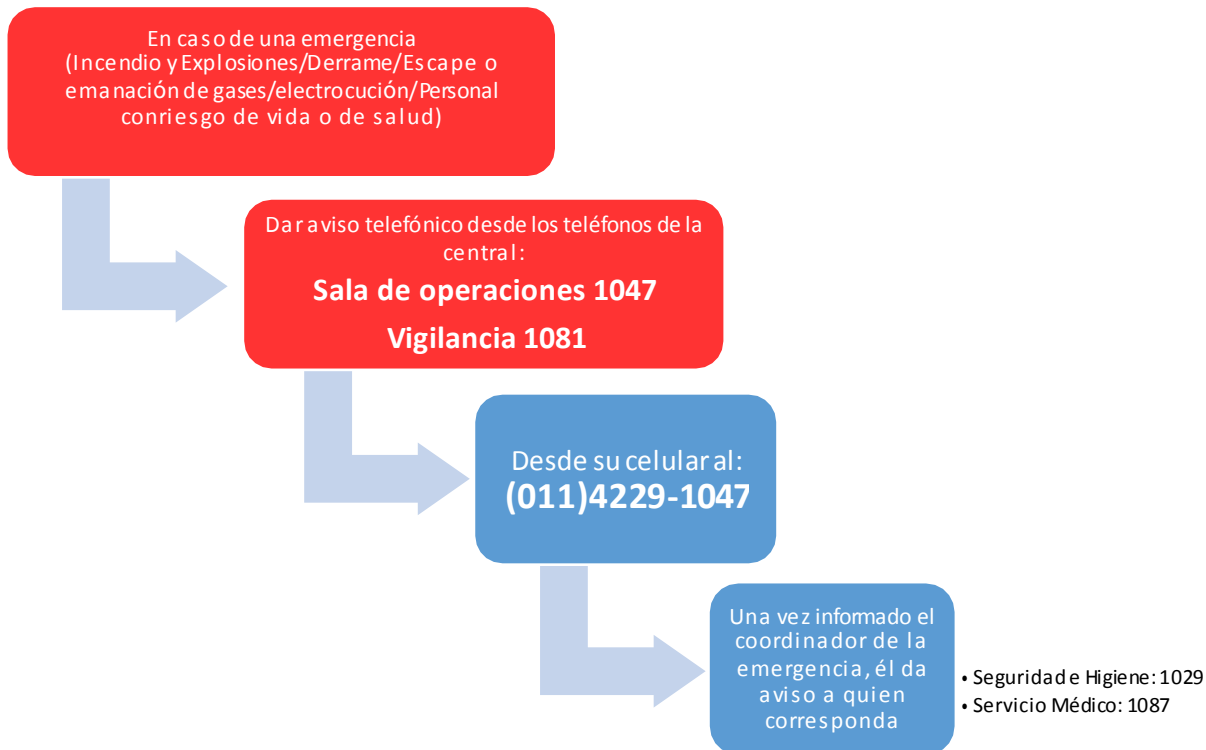 En caso de una emergencia
(Incendio y Explosiones/Derrame/Escape o
emanación de gases/electrocución/Personal
conriesgo de vida o de salud)
Dar aviso telefónico desde los teléfonos de la
central:
Sala de operaciones 1047
Vigilancia 1081
Desde su celular al:
(011)4229-1047
Una vez informado el
coordinador de la
emergencia, él da
aviso a quien
corresponda
• Seguridad e Higiene: 1029
• Servicio Médico: 1087